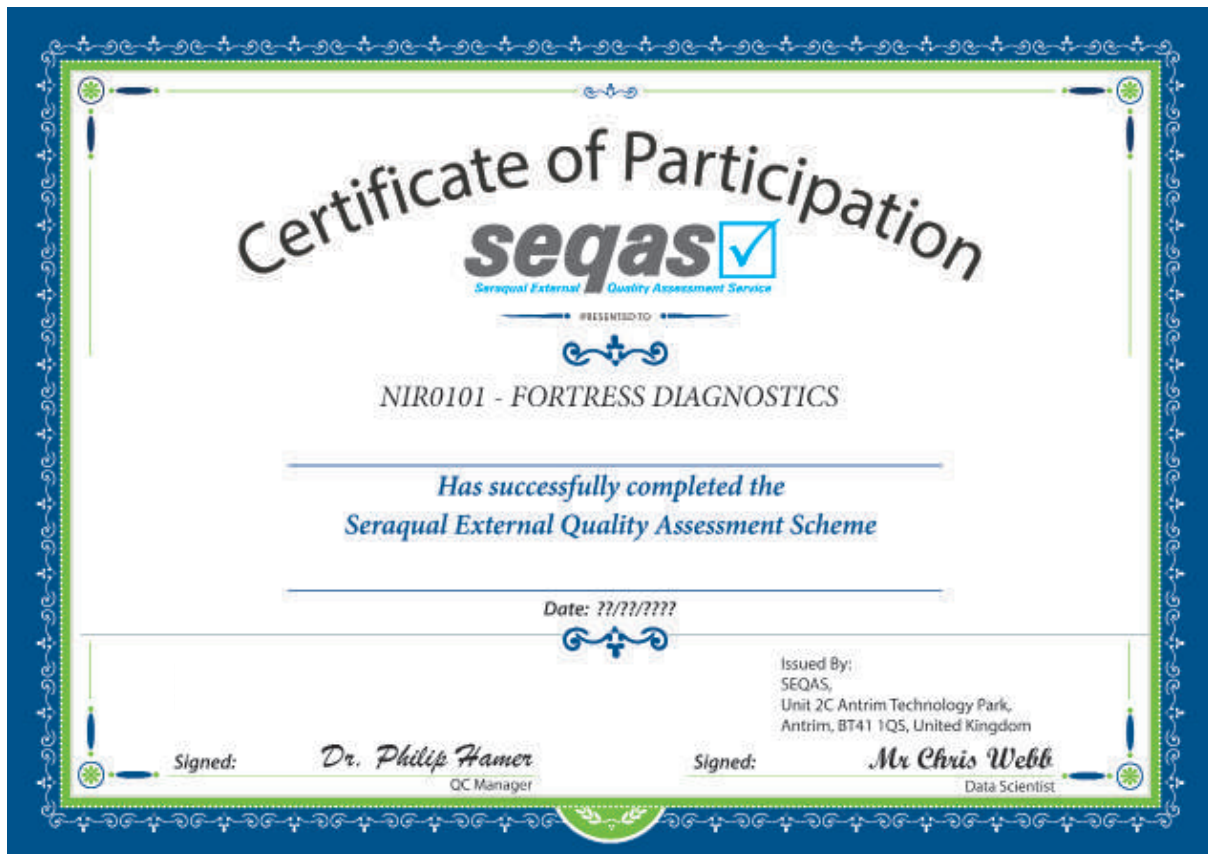 Certificate of Participation
seqas
Seraqual External Quality Assessment Service
PRESENTED TO
NIR0101 - FORTRESS DIAGNOSTICS
Has successfully completed the
Seraqual External Quality Assessment Scheme
Date: ??/??/????
Issued By:
SEQAS,
Unit 2C Antrim Technology Park,
Antrim, BT41 1QS, United Kingdom
Signed: Dr. Philip Hamer
QC Manager
Signed: Mr Chris Webb
Data Scientist